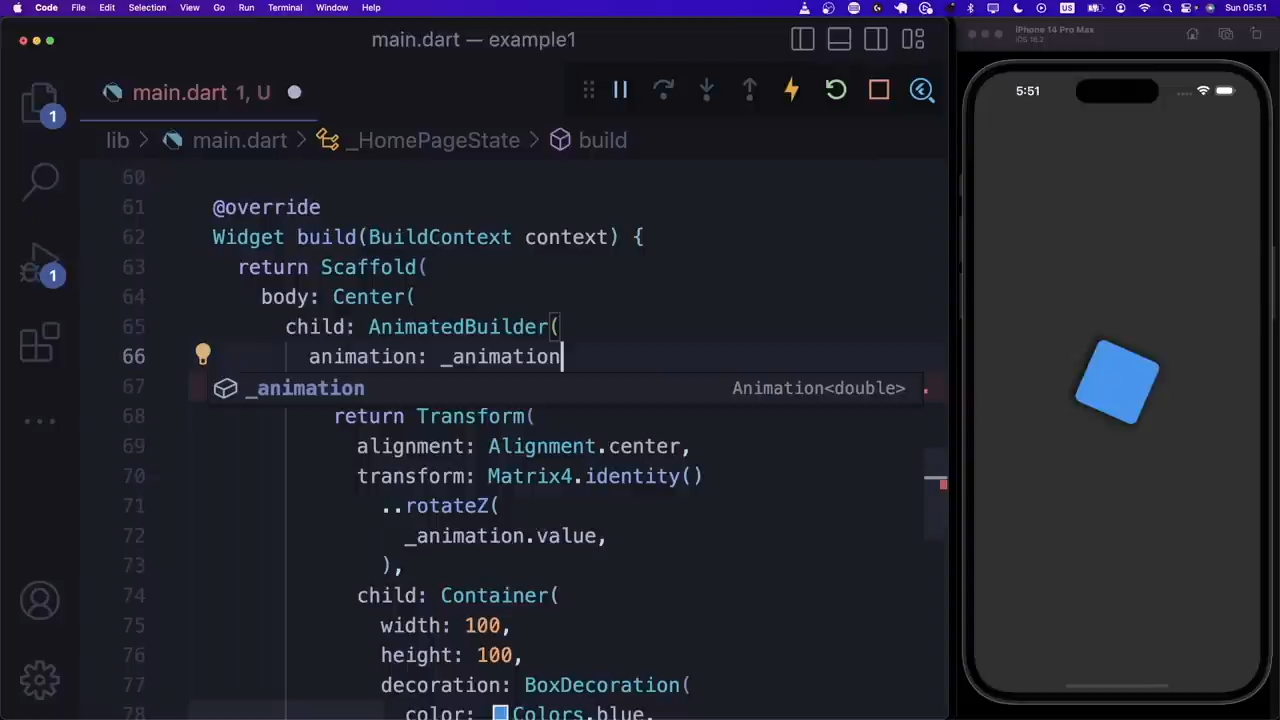 Code File Edit Selection View Go Run Terminal Window Help US Sun 05:51
main.dart — example1
iPhone 14 Pro Max
iOS 16.2
main.dart 1, U
5:51
1
lib > main.dart > _HomePageState > build
60
61 @override
62 Widget build(BuildContext context) {
63 return Scaffold(
64 body: Center(
1
65 child: AnimatedBuilder(
66 animation: _animation
67 _animation Animation<double>
68 return Transform(
69 alignment: Alignment.center,
70 transform: Matrix4.identity()
71 ..rotateZ(
72 _animation.value,
73 ),
74 child: Container(
75 width: 100,
76 height: 100,
77 decoration: BoxDecoration(
78 color: Colors.blue,